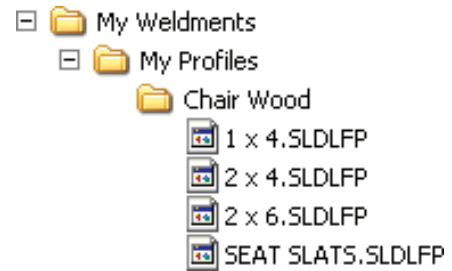 My Weldments
My Profiles
Chair Wood
1 x 4.SLDLFP
2 x 4.SLDLFP
2 x 6.SLDLFP
SEAT SLATS.SLDLFP